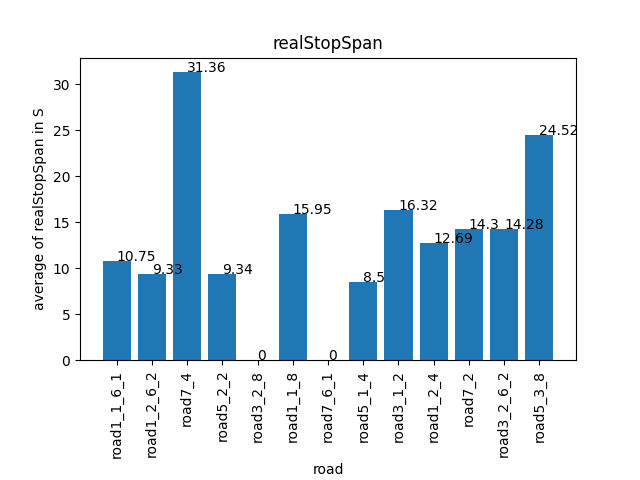 realStopSpan
average of realStopSpan in S
30
25
20
15
10
5
0
31.36
24.52
16.32
15.95
14.3
14.28
12.69
10.75
9.33
9.34
8.5
0
0
road1_1_6_1
road1_2_6_2
road7_4
road5_2_2
road3_2_8
road1_1_8
road7_6_1
road5_1_4
road3_1_2
road1_2_4
road7_2
road3_2_6_2
road5_3_8
road